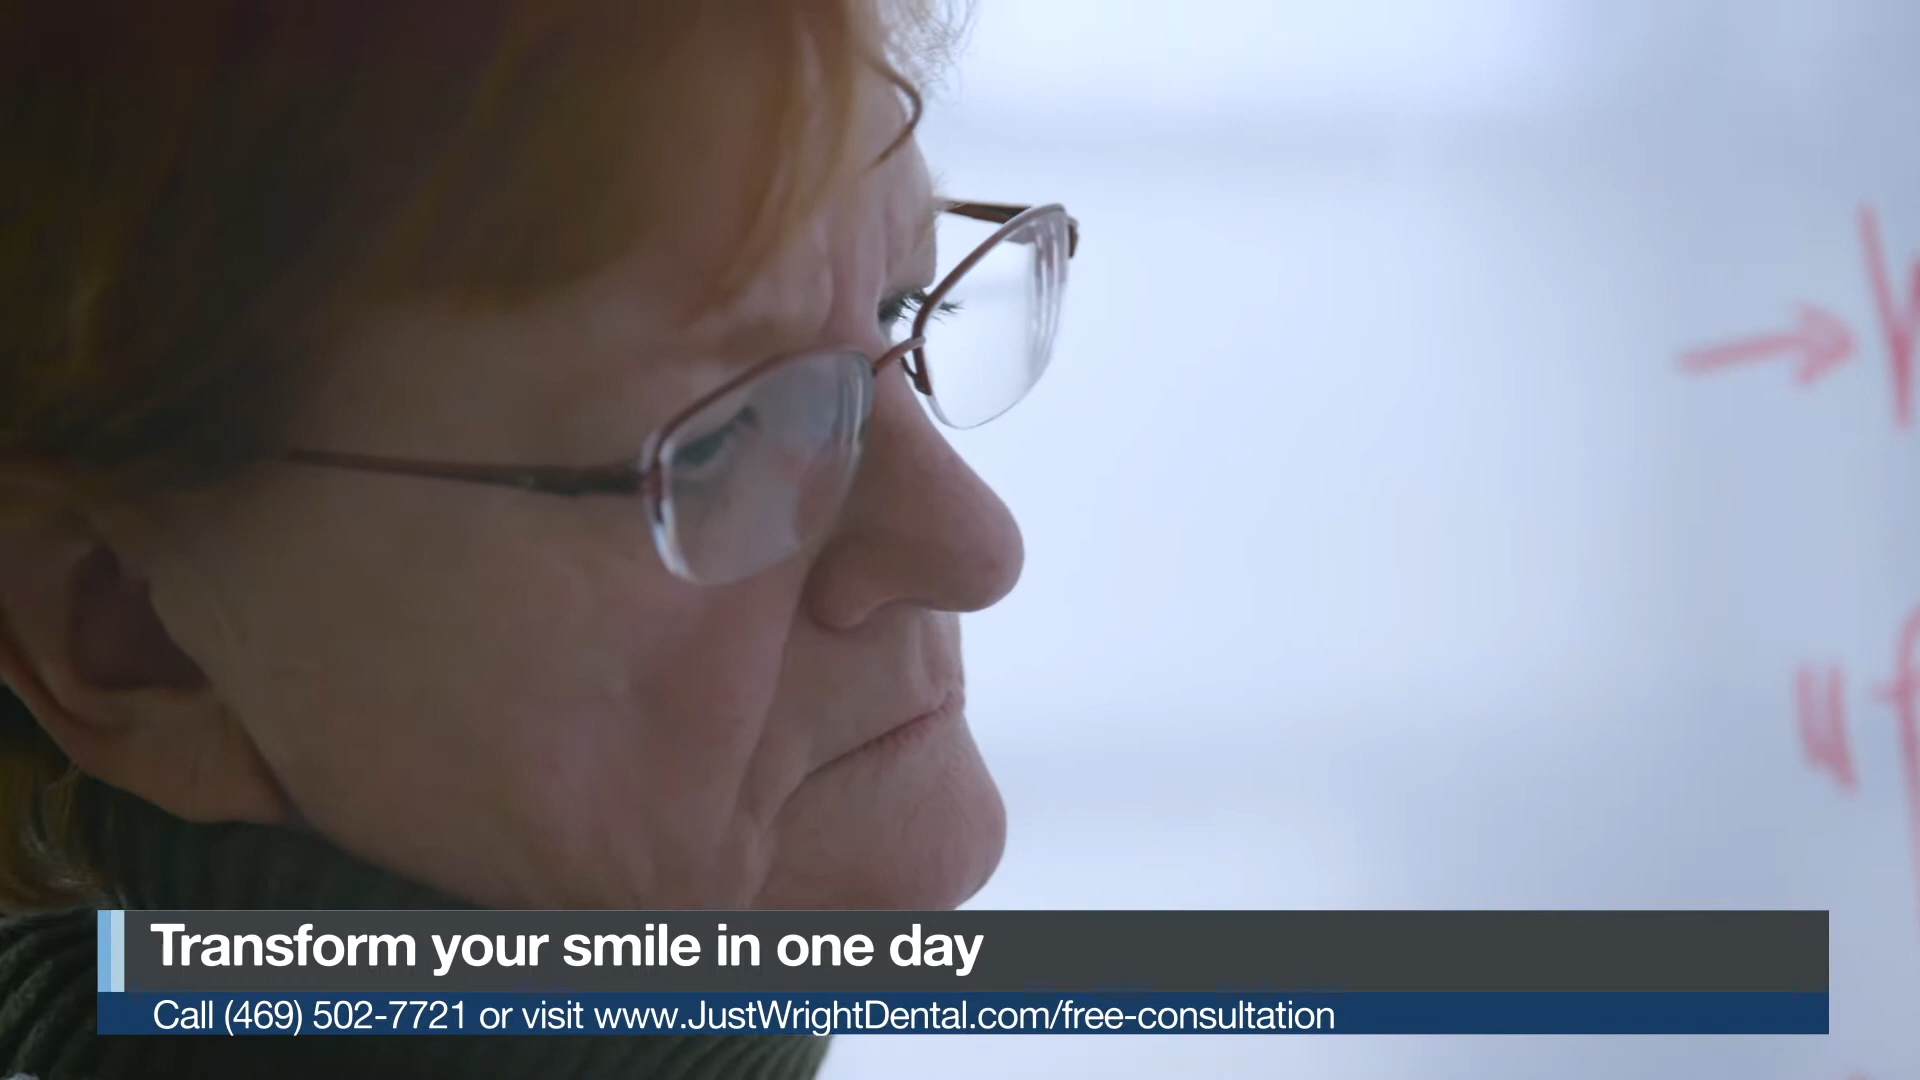 Transform your smile in one day
Call (469) 502-7721 or visit www.JustWrightDental.com/free-consultation